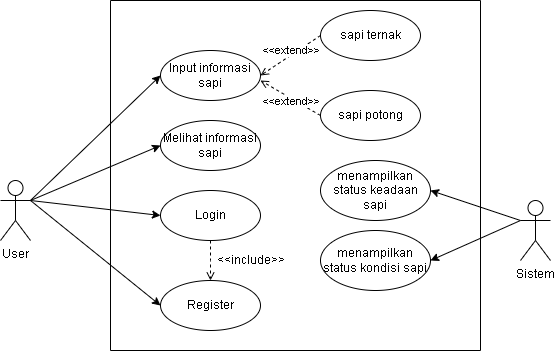 sapi ternak
<<extend>>
Input informasi
sapi
<<extend>>
sapi potong
Melihat informasi
sapi
menampilkan
status keadaan
sapi
Login
<<include>>
menampilkan
status kondisi sapi
User
Sistem
Register